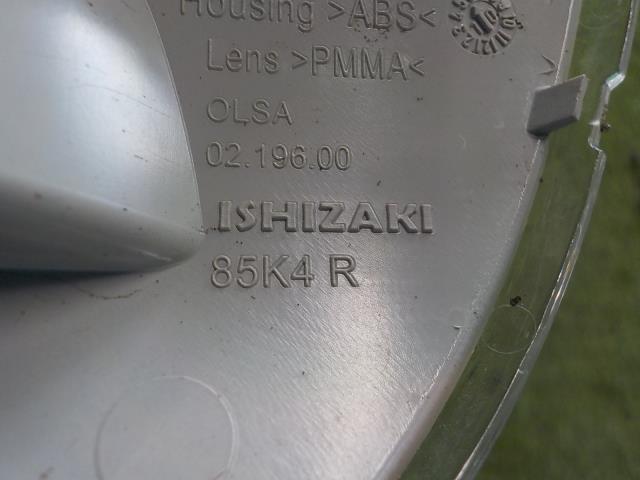 Housing >ABS<
Lens >PMMA<
OLSA
02.196.00
ISHIZAKI
85K4 R